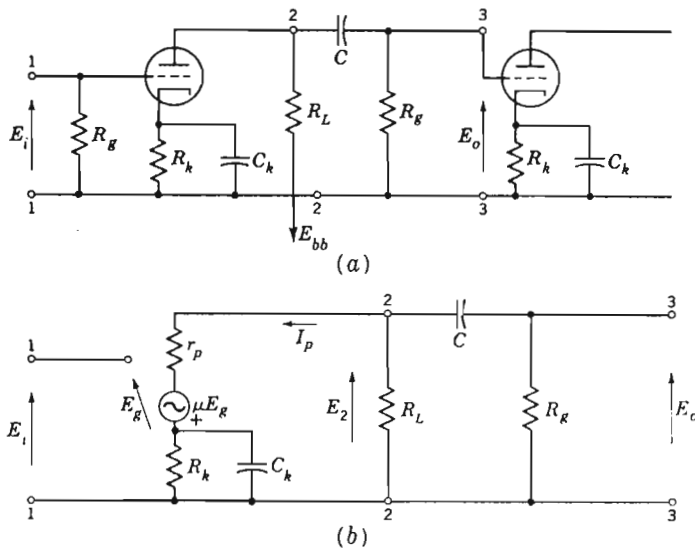 2
3
C
1
E_i
R_g
R_k
C_k
R_L
R_g
E_o
R_k
C_k
1
2
3
E_bb
(a)
2
3
I_p
C
r_p
1
E_g
μE_g
+
E_2
R_L
R_g
E_o
E_i
R_k
C_k
1
2
3
(b)